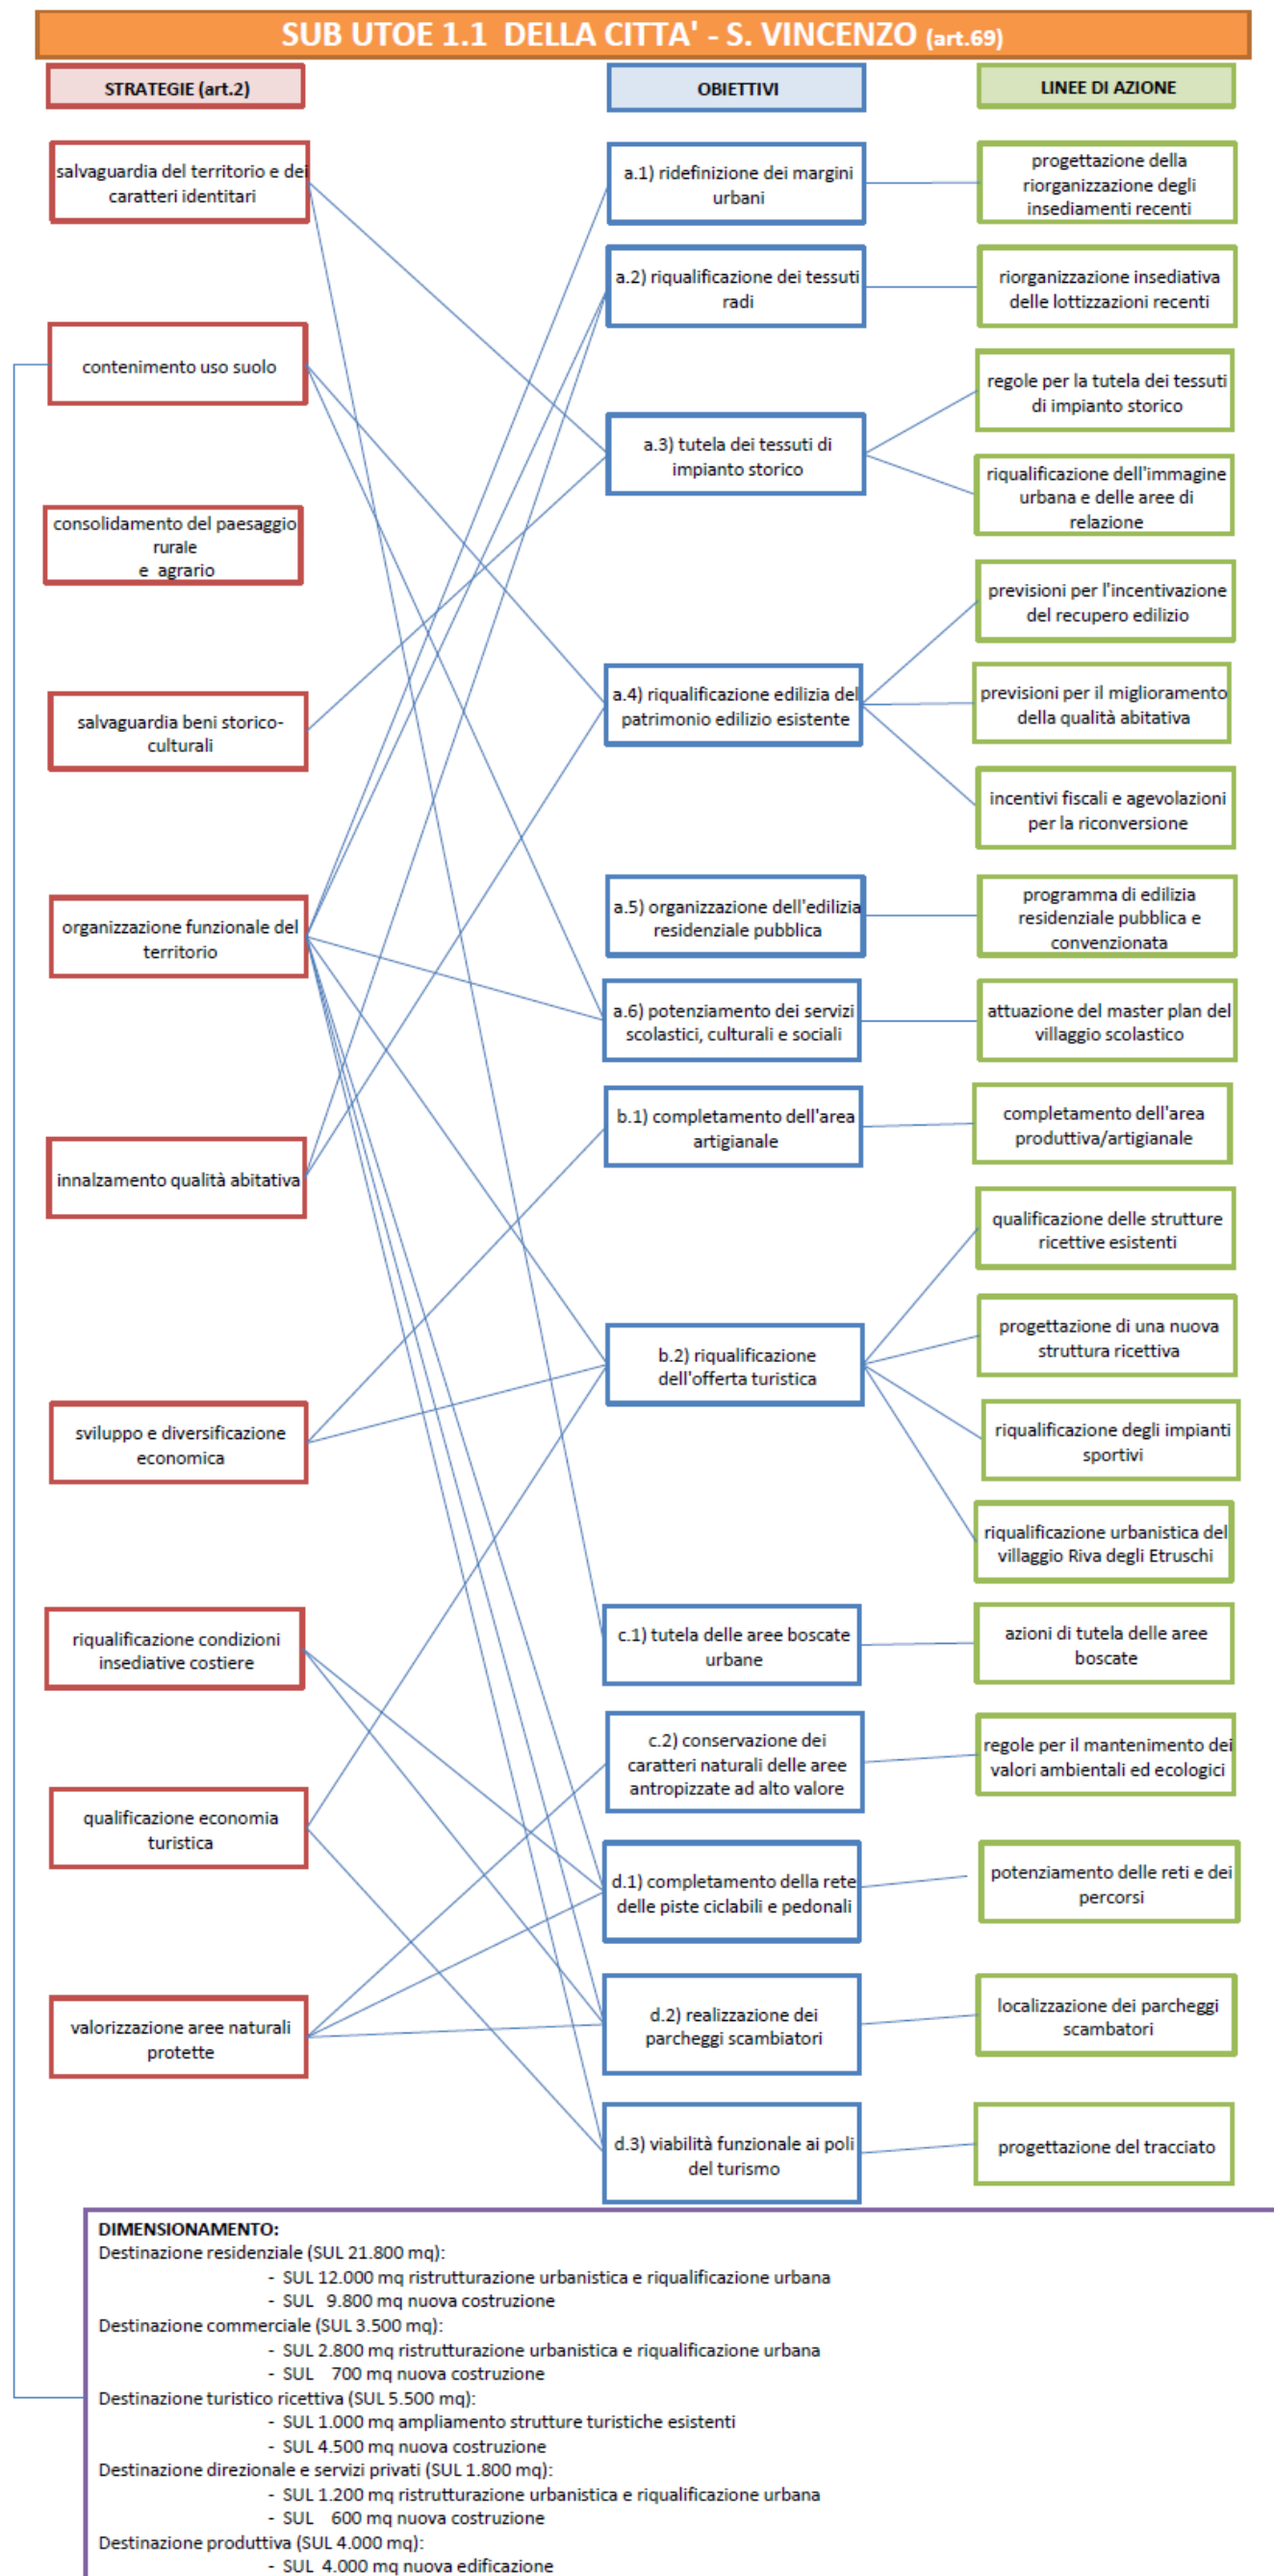 SUB UTOE 1.1 DELLA CITTA' - S. VINCENZO (art.69)
STRATEGIE (art.2)
OBIETTIVI
LINEE DI AZIONE
salvaguardia del territorio e dei
caratteri identitari
contenimento uso suolo
consolidamento del paesaggio
rurale
e agrario
salvaguardia beni storico-
culturali
organizzazione funzionale del
territorio
innalzamento qualità abitativa
sviluppo e diversificazione
economica
riqualificazione condizioni
insediative costiere
qualificazione economia
turistica
valorizzazione aree naturali
protette
a.1) ridefinizione dei margini
urbani
a.2) riqualificazione dei tessuti
radi
a.3) tutela dei tessuti di
impianto storico
a.4) riqualificazione edilizia del
patrimonio edilizio esistente
a.5) organizzazione dell'edilizia
residenziale pubblica
a.6) potenziamento dei servizi
scolastici, culturali e sociali
b.1) completamento dell'area
artigianale
b.2) riqualificazione
dell'offerta turistica
c.1) tutela delle aree boscate
urbane
c.2) conservazione dei
caratteri naturali delle aree
antropizzate ad alto valore
d.1) completamento della rete
delle piste ciclabili e pedonali
d.2) realizzazione dei
parcheggi scambiatori
d.3) viabilità funzionale ai poli
del turismo
progettazione della
riorganizzazione degli
insediamenti recenti
riorganizzazione insediativa
delle lottizzazioni recenti
regole per la tutela dei tessuti
di impianto storico
riqualificazione dell'immagine
urbana e delle aree di
relazione
previsioni per l'incentivazione
del recupero edilizio
previsioni per il miglioramento
della qualità abitativa
incentivi fiscali e agevolazioni
per la riconversione
programma di edilizia
residenziale pubblica e
convenzionata
attuazione del master plan del
villaggio scolastico
completamento dell'area
produttiva/artigianale
qualificazione delle strutture
ricettive esistenti
progettazione di una nuova
struttura ricettiva
riqualificazione degli impianti
sportivi
riqualificazione urbanistica del
villaggio Riva degli Etruschi
azioni di tutela delle aree
boscate
regole per il mantenimento dei
valori ambientali ed ecologici
potenziamento delle reti e dei
percorsi
localizzazione dei parcheggi
scambatori
progettazione del tracciato
DIMENSIONAMENTO:
Destinazione residenziale (SUL 21.800 mq):
- SUL 12.000 mq ristrutturazione urbanistica e riqualificazione urbana
- SUL 9.800 mq nuova costruzione
Destinazione commerciale (SUL 3.500 mq):
- SUL 2.800 mq ristrutturazione urbanistica e riqualificazione urbana
- SUL 700 mq nuova costruzione
Destinazione turistico ricettiva (SUL 5.500 mq):
- SUL 1.000 mq ampliamento strutture turistiche esistenti
- SUL 4.500 mq nuova costruzione
Destinazione direzionale e servizi privati (SUL 1.800 mq):
- SUL 1.200 mq ristrutturazione urbanistica e riqualificazione urbana
- SUL 600 mq nuova costruzione
Destinazione produttiva (SUL 4.000 mq):
- SUL 4.000 mq nuova edificazione